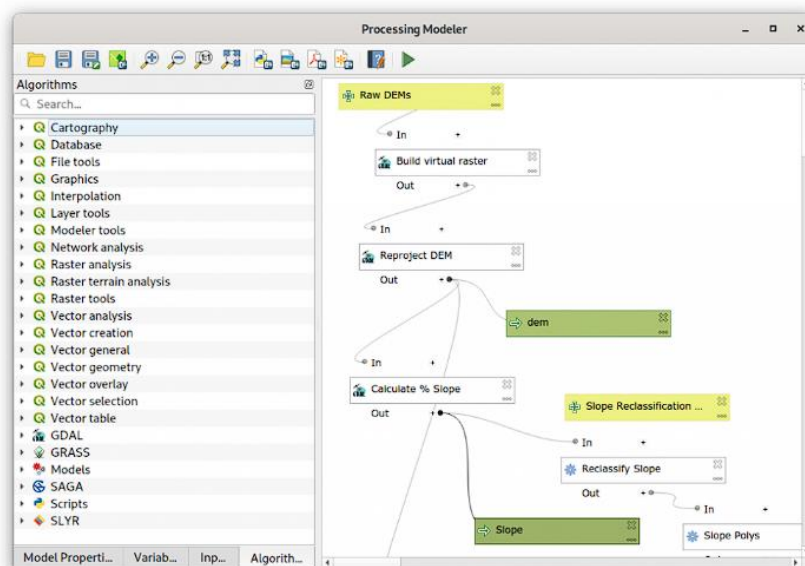 Processing Modeler
Algorithms
Search...
Cartography
Database
File tools
Graphics
Interpolation
Layer tools
Modeler tools
Network analysis
Raster analysis
Raster terrain analysis
Raster tools
Vector analysis
Vector creation
Vector general
Vector geometry
Vector overlay
Vector selection
Vector table
GDAL
GRASS
Models
SAGA
Scripts
SLYR
Model Properti...
Variab...
Inp...
Algorith...
Raw DEMs
In +
Build virtual raster
Out +
In +
Reproject DEM
Out +
dem
In +
Calculate % Slope
Out +
Slope Reclassification ...
In +
Reclassify Slope
Out +
In +
Slope
Slope Polys